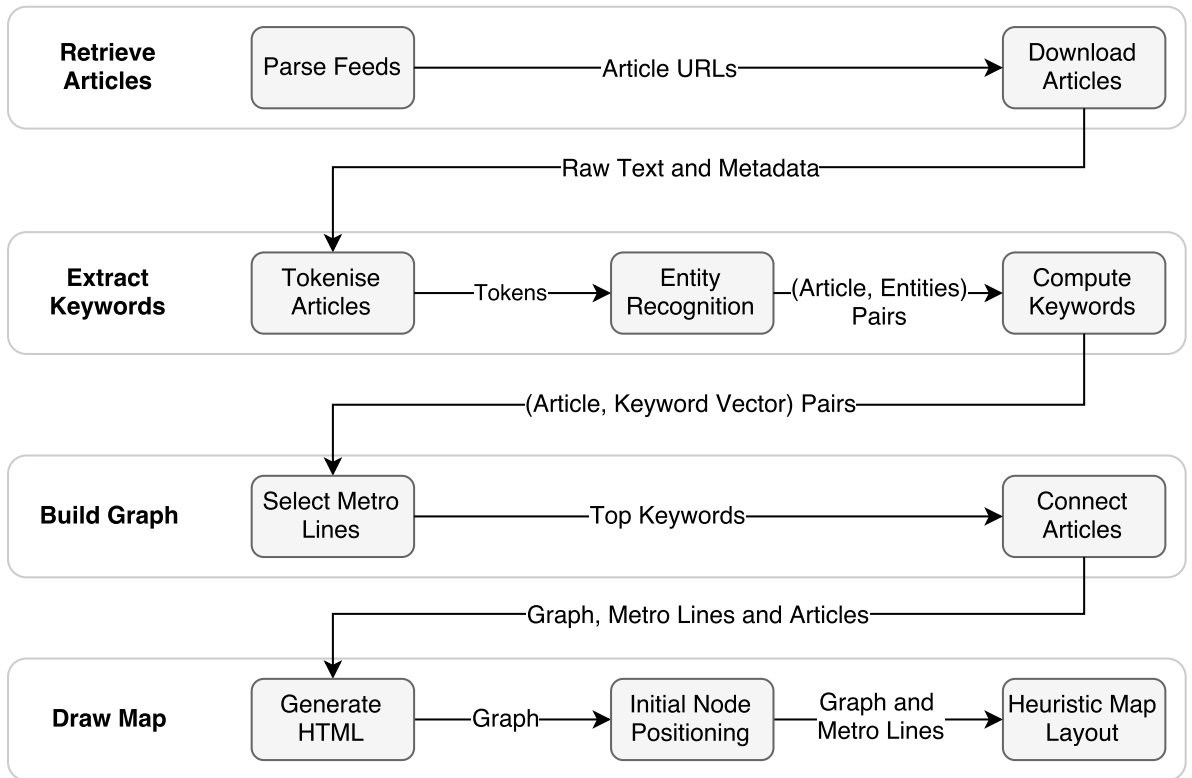 Retrieve
Articles
Parse Feeds
Article URLs
Download
Articles
Raw Text and Metadata
Extract
Keywords
Tokenise
Articles
Tokens
Entity
Recognition
(Article, Entities)
Pairs
Compute
Keywords
(Article, Keyword Vector) Pairs
Build Graph
Select Metro
Lines
Top Keywords
Connect
Articles
Graph, Metro Lines and Articles
Draw Map
Generate
HTML
Graph
Initial Node
Positioning
Graph and
Metro Lines
Heuristic Map
Layout